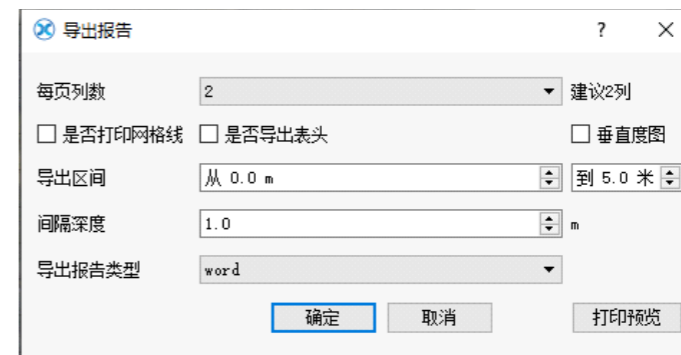 导出报告 ?
每页列数 2 建议2列
是否打印网格线 是否导出表头 垂直度图
导出区间 从 0.0 m 到 5.0 米
间隔深度 1.0 m
导出报告类型 word
确定 取消 打印预览